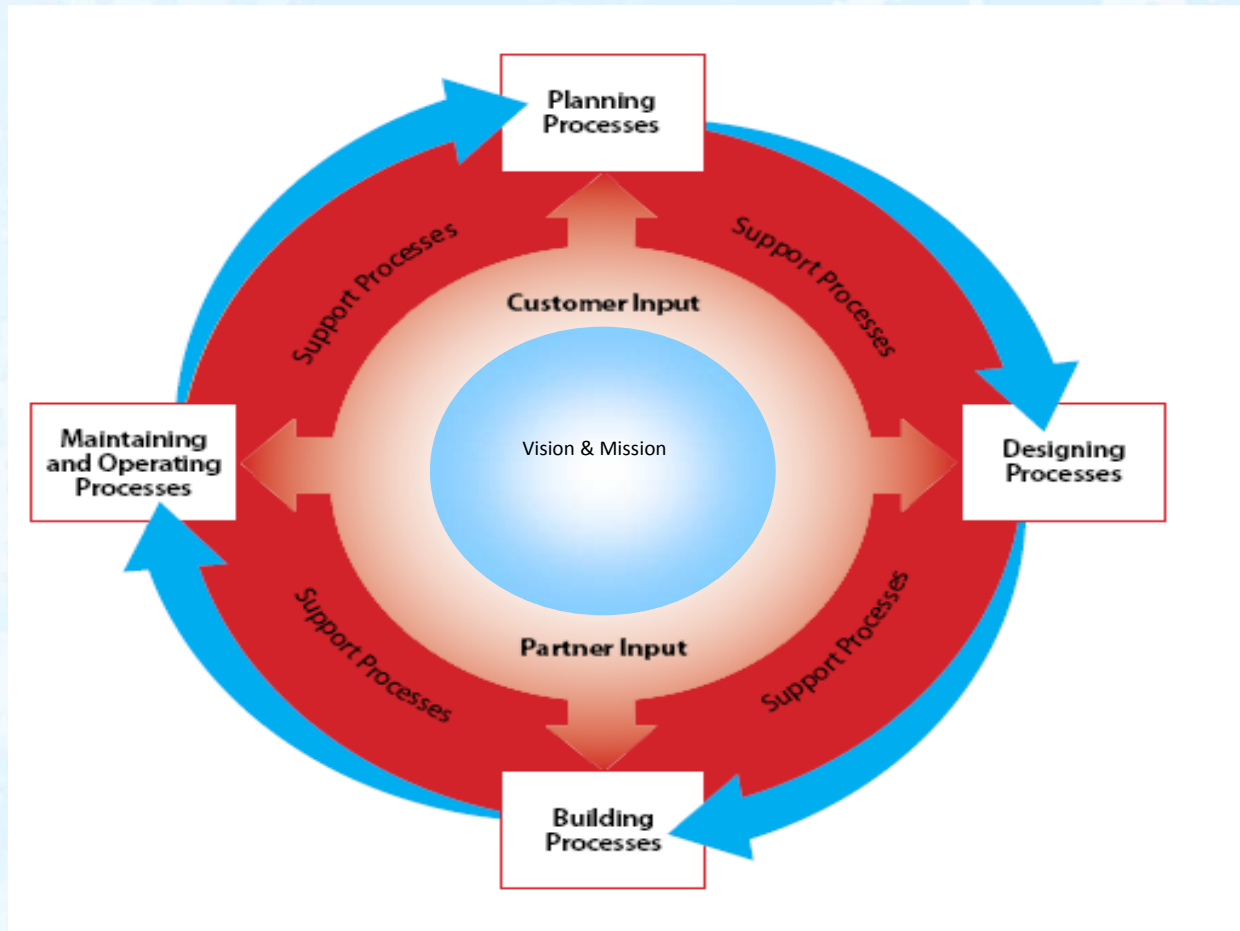 Planning
Processes
Support Processes
Support Processes
Customer Input
Maintaining
and Operating
Processes
Vision & Mission
Designing
Processes
Support Processes
Support Processes
Partner Input
Building
Processes